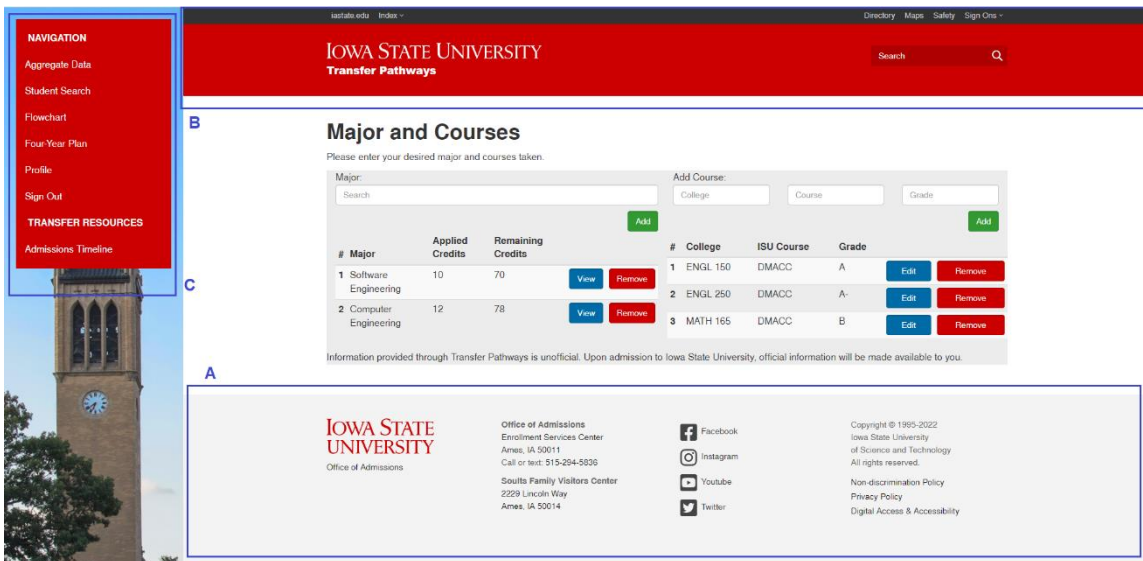 NAVIGATION
Aggregate Data
Student Search
Flowchart
Four-Year Plan
Profile
Sign Out
TRANSFER RESOURCES
Admissions Timeline
C
iastate.edu Index
Directory Maps Safety Sign Ons
IOWA STATE UNIVERSITY
Transfer Pathways
Search
B
Major and Courses
Please enter your desired major and courses taken.
Major:
Search
Add
# Major Applied Credits Remaining Credits
1 Software Engineering 10 70 View Remove
2 Computer Engineering 12 78 View Remove
Add Course:
College Course Grade
Add
# College ISU Course Grade
1 ENGL 150 DMACC A Edit Remove
2 ENGL 250 DMACC A- Edit Remove
3 MATH 165 DMACC B Edit Remove
Information provided through Transfer Pathways is unofficial. Upon admission to Iowa State University, official information will be made available to you.
A
IOWA STATE
UNIVERSITY
Office of Admissions
Office of Admissions
Enrollment Services Center
Ames, IA 50011
Call or text: 515-294-5836
Soults Family Visitors Center
2229 Lincoln Way
Ames, IA 50014
Facebook
Instagram
Youtube
Twitter
Copyright © 1995-2022
Iowa State University
of Science and Technology
All rights reserved.
Non-discrimination Policy
Privacy Policy
Digital Access & Accessibility